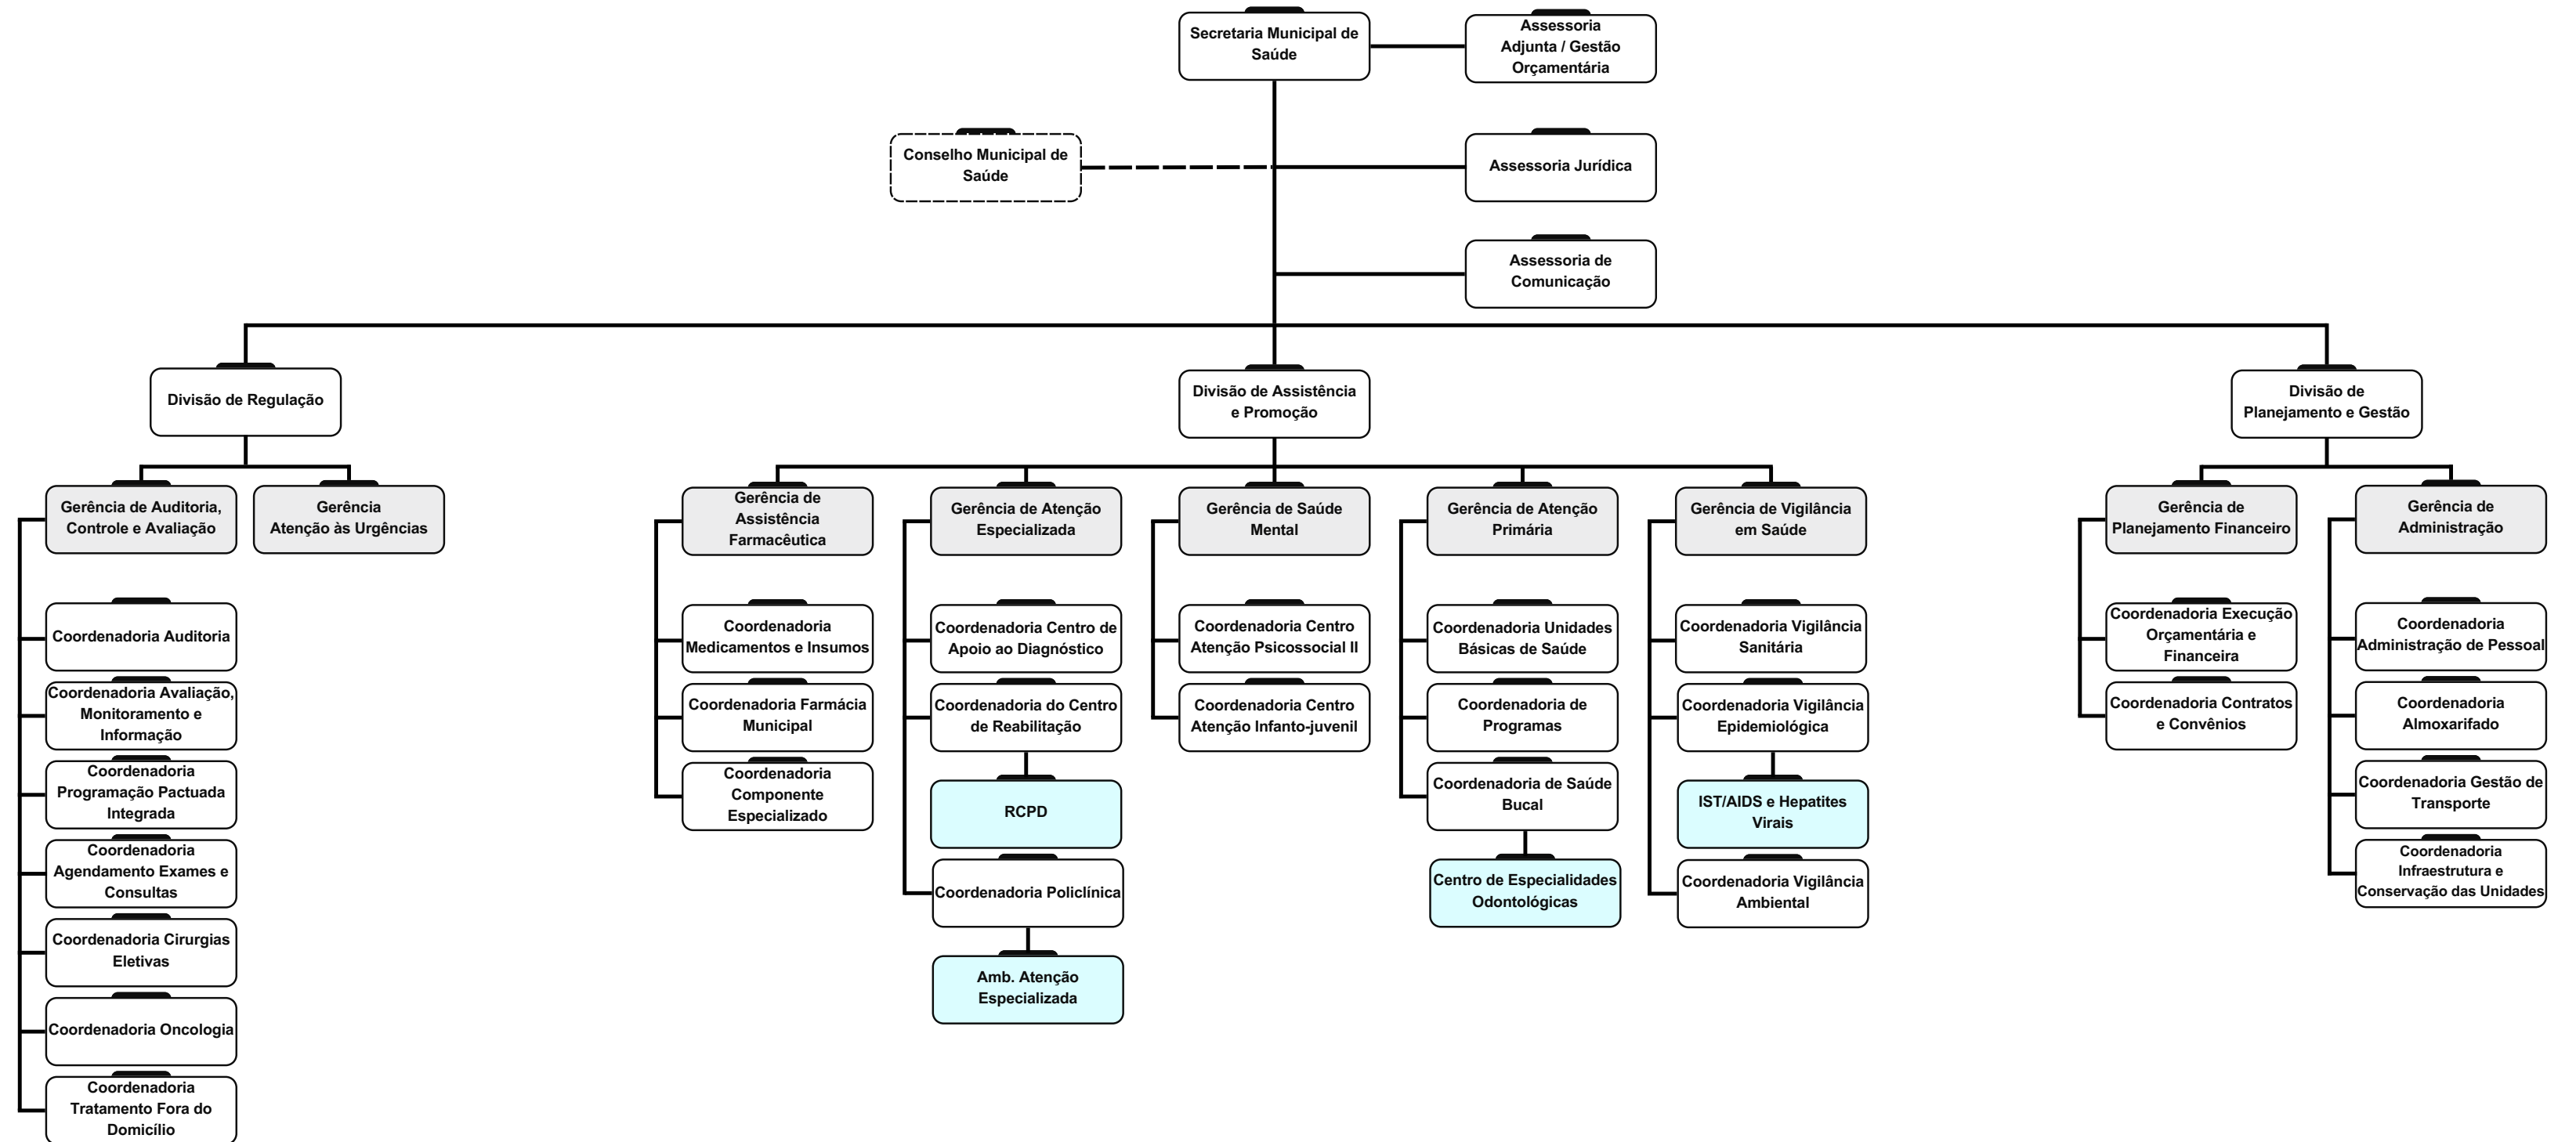 Secretaria Municipal de
Saúde
Assessoria
Adjunta / Gestão
Orçamentária
Conselho Municipal de
Saúde
Assessoria Jurídica
Assessoria de
Comunicação
Divisão de Regulação
Divisão de Assistência
e Promoção
Divisão de
Planejamento e Gestão
Gerência de Auditoria,
Controle e Avaliação
Gerência
Atenção às Urgências
Gerência de
Assistência
Farmacêutica
Gerência de Atenção
Especializada
Gerência de Saúde
Mental
Gerência de Atenção
Primária
Gerência de Vigilância
em Saúde
Gerência de
Planejamento Financeiro
Gerência de
Administração
Coordenadoria Auditoria
Coordenadoria Avaliação,
Monitoramento e
Informação
Coordenadoria
Programação Pactuada
Integrada
Coordenadoria
Agendamento Exames e
Consultas
Coordenadoria Cirurgias
Eletivas
Coordenadoria Oncologia
Coordenadoria
Tratamento Fora do
Domicílio
Coordenadoria
Medicamentos e Insumos
Coordenadoria Farmácia
Municipal
Coordenadoria
Componente
Especializado
Coordenadoria Centro de
Apoio ao Diagnóstico
Coordenadoria do Centro
de Reabilitação
RCPD
Coordenadoria Policlínica
Amb. Atenção
Especializada
Coordenadoria Centro
Atenção Psicossocial II
Coordenadoria Centro
Atenção Infanto-juvenil
Coordenadoria Unidades
Básicas de Saúde
Coordenadoria de
Programas
Coordenadoria de Saúde
Bucal
Centro de Especialidades
Odontológicas
Coordenadoria Vigilância
Sanitária
Coordenadoria Vigilância
Epidemiológica
IST/AIDS e Hepatites
Virais
Coordenadoria Vigilância
Ambiental
Coordenadoria Execução
Orçamentária e
Financeira
Coordenadoria Contratos
e Convênios
Coordenadoria
Administração de Pessoal
Coordenadoria
Almoxarifado
Coordenadoria Gestão de
Transporte
Coordenadoria
Infraestrutura e
Conservação das Unidades